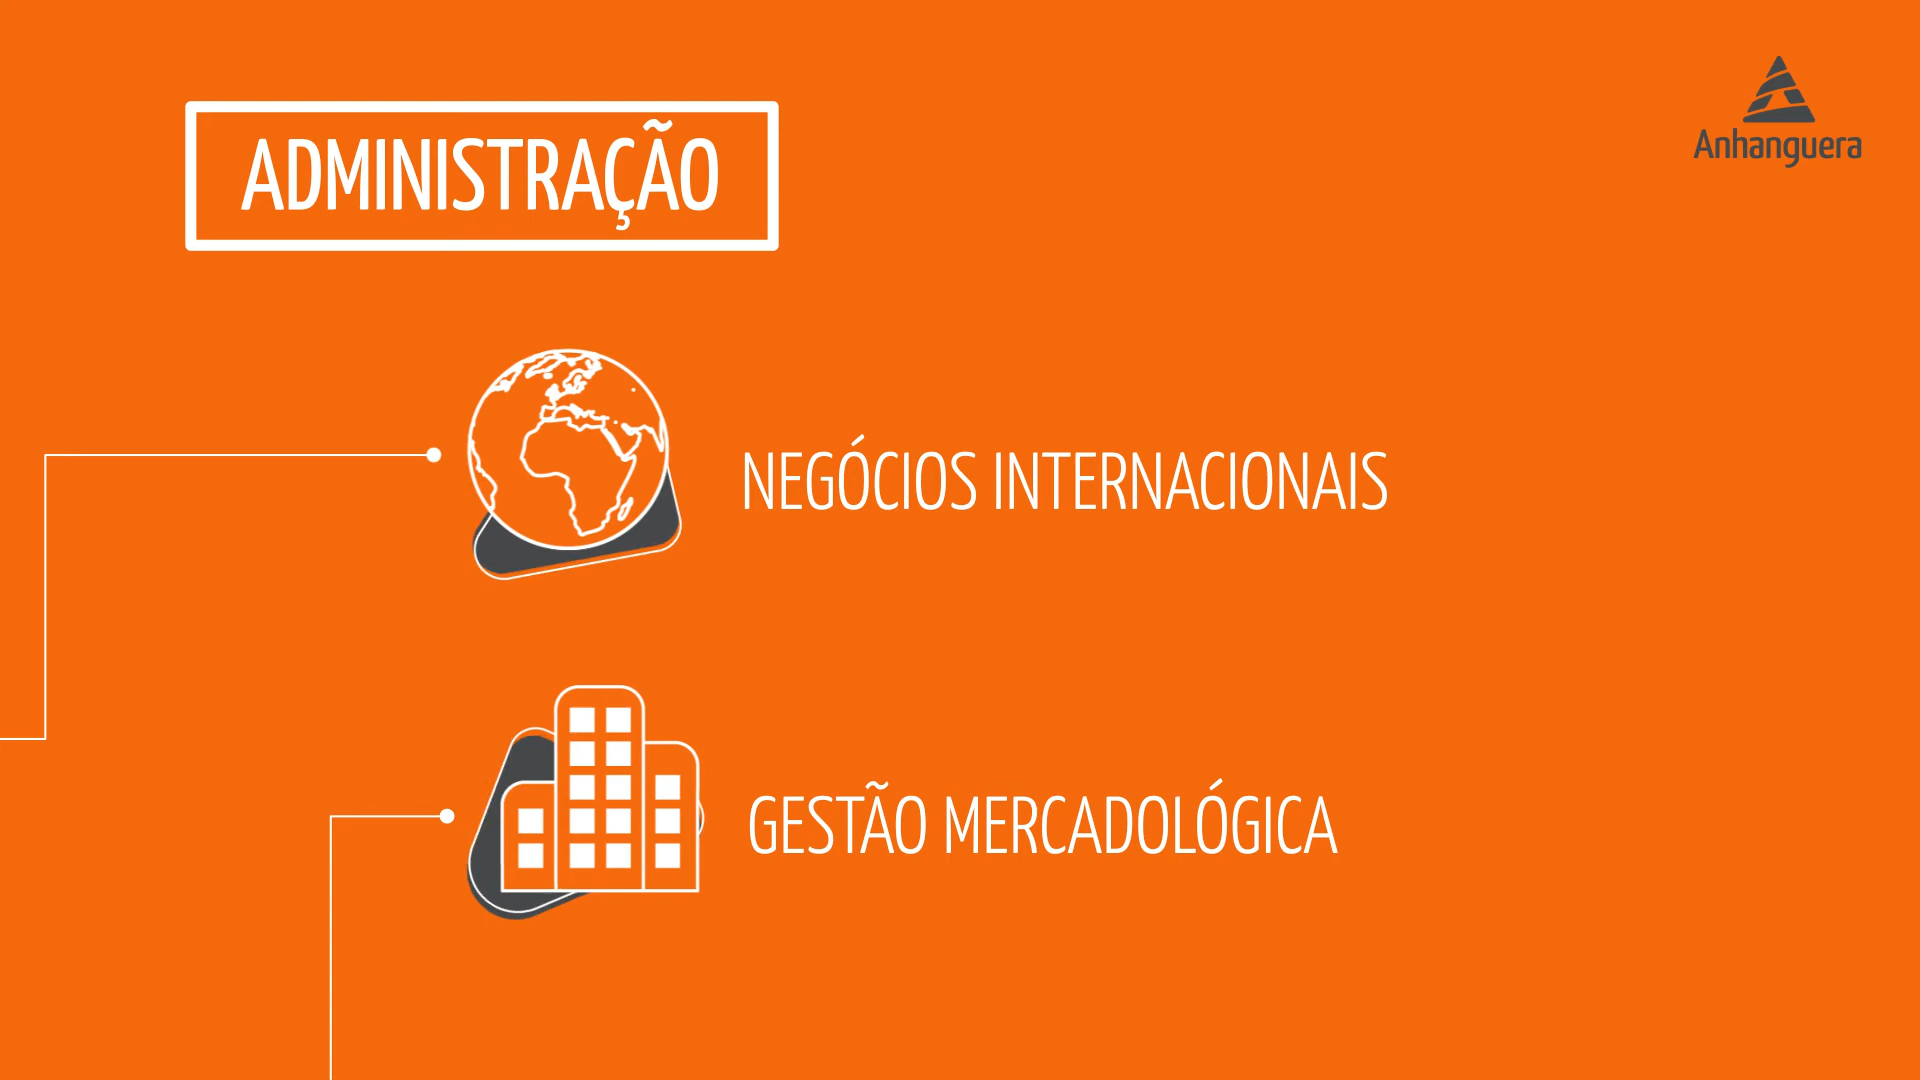 ADMINISTRAÇÃO
Anhanguera
NEGÓCIOS INTERNACIONAIS
GESTÃO MERCADOLÓGICA